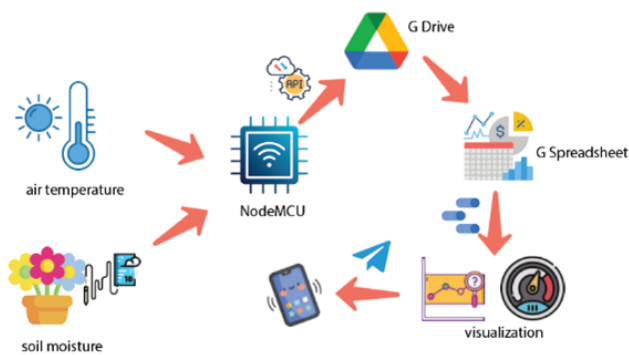 G Drive
API
air temperature
NodeMCU
G Spreadsheet
soil moisture
visualization